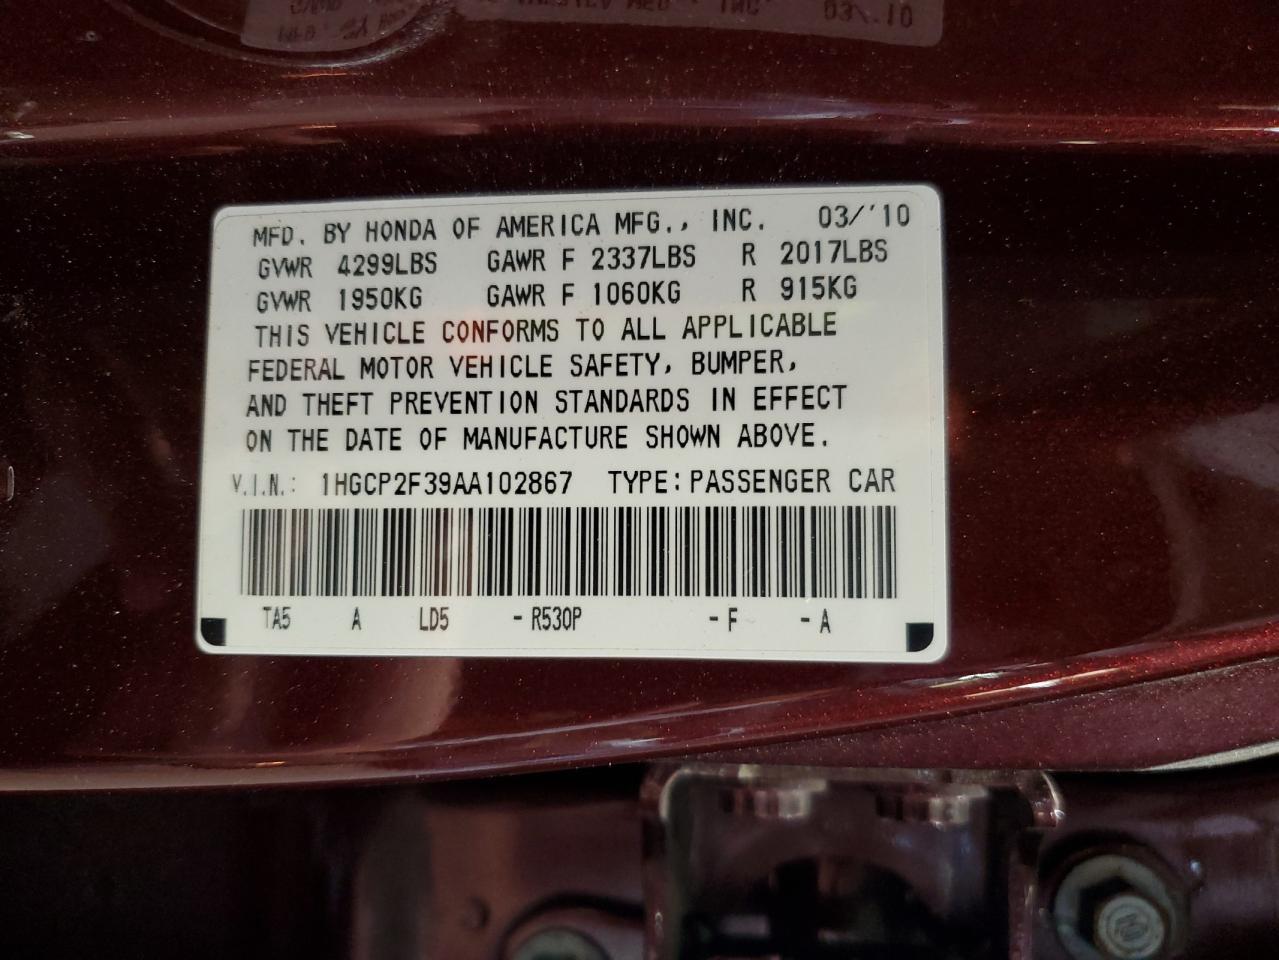 MFD. BY HONDA OF AMERICA MFG., INC. 03/'10
GVWR 4299LBS GAWR F 2337LBS R 2017LBS
GVWR 1950KG GAWR F 1060KG R 915KG
THIS VEHICLE CONFORMS TO ALL APPLICABLE
FEDERAL MOTOR VEHICLE SAFETY, BUMPER,
AND THEFT PREVENTION STANDARDS IN EFFECT
ON THE DATE OF MANUFACTURE SHOWN ABOVE.
V.I.N.: 1HGCP2F39AA102867 TYPE: PASSENGER CAR
TA5 A LD5 -R530P -F -A